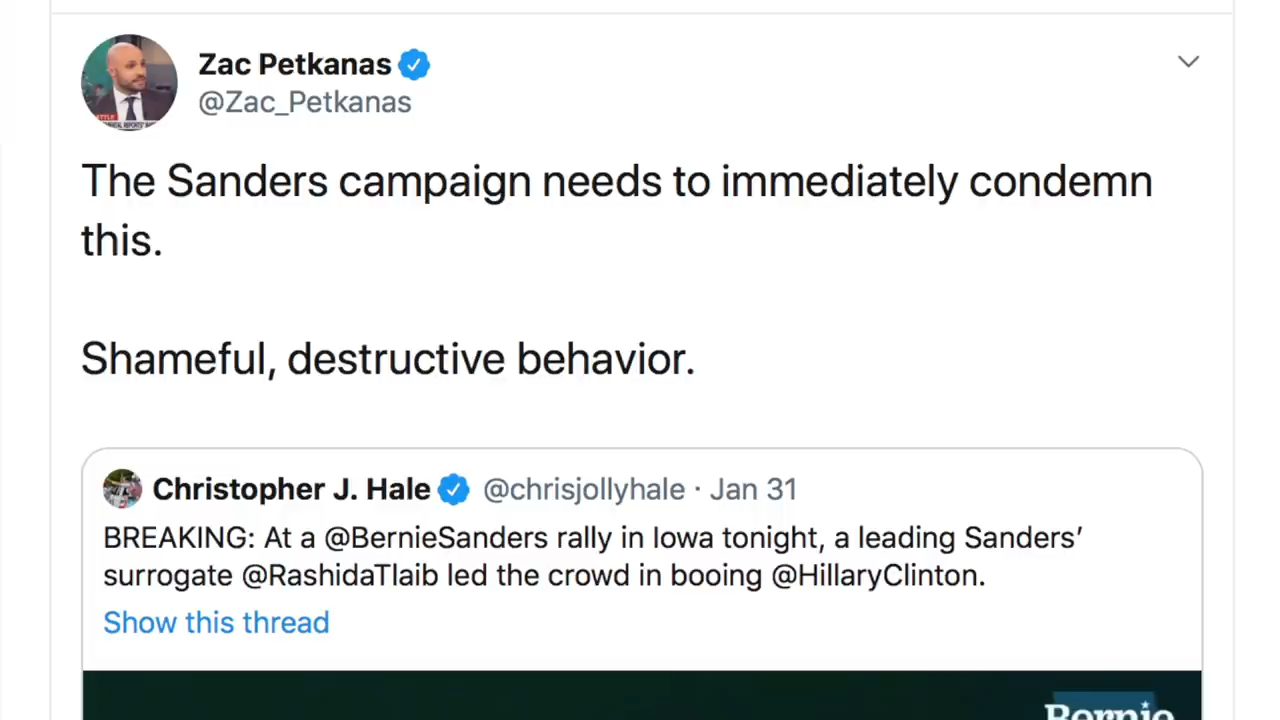 Zac Petkanas
@Zac_Petkanas
The Sanders campaign needs to immediately condemn
this.
Shameful, destructive behavior.
Christopher J. Hale @chrisjollyhale · Jan 31
BREAKING: At a @BernieSanders rally in Iowa tonight, a leading Sanders’
surrogate @RashidaTlaib led the crowd in booing @HillaryClinton.
Show this thread
Bernie